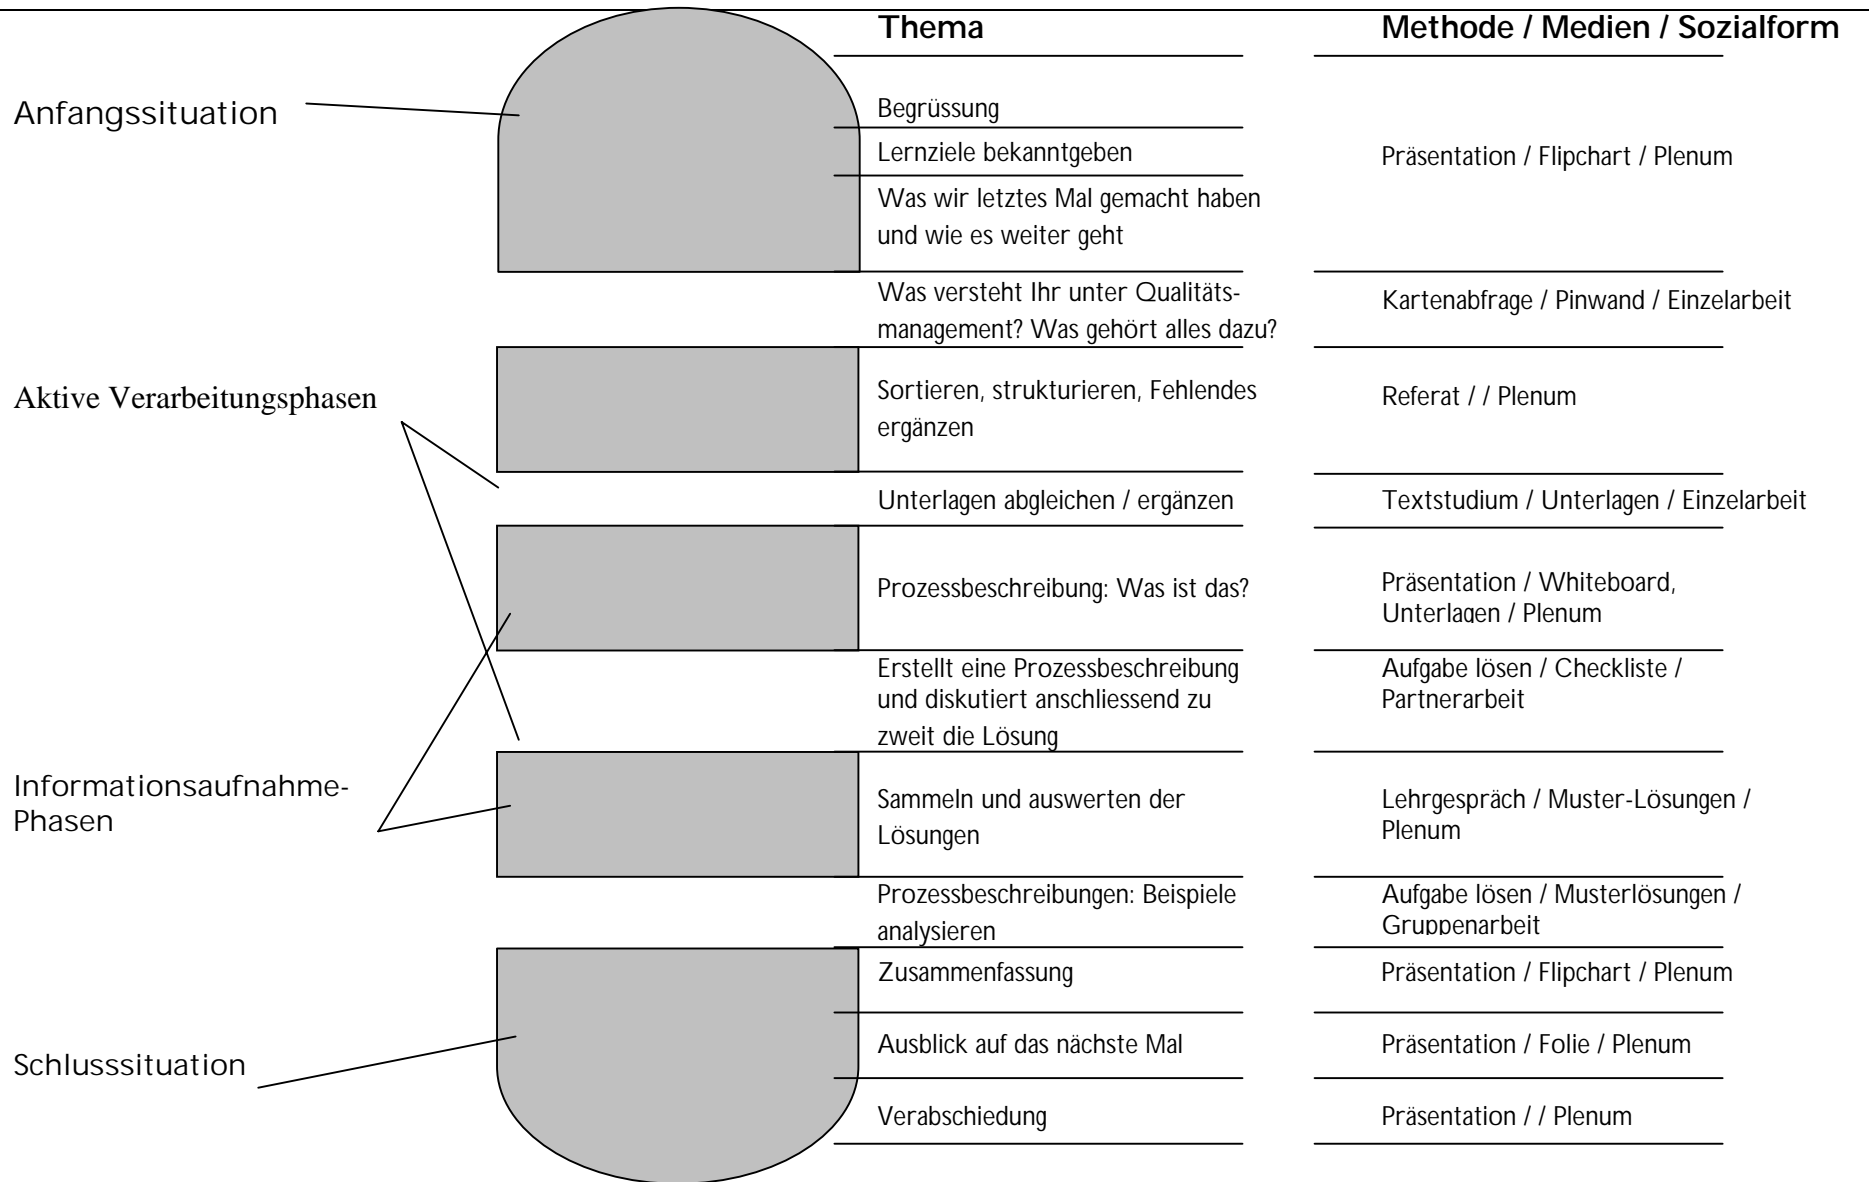 Thema
Methode / Medien / Sozialform
Anfangssituation
Begrüssung
Lernziele bekanntgeben
Präsentation / Flipchart / Plenum
Was wir letztes Mal gemacht haben
und wie es weiter geht
Was versteht Ihr unter Qualitäts-
management? Was gehört alles dazu?
Kartenabfrage / Pinwand / Einzelarbeit
Aktive Verarbeitungsphasen
Sortieren, strukturieren, Fehlendes
ergänzen
Referat / / Plenum
Unterlagen abgleichen / ergänzen
Textstudium / Unterlagen / Einzelarbeit
Prozessbeschreibung: Was ist das?
Präsentation / Whiteboard,
Unterlagen / Plenum
Erstellt eine Prozessbeschreibung
und diskutiert anschliessend zu
zweit die Lösung
Aufgabe lösen / Checkliste /
Partnerarbeit
Informationsaufnahme-
Phasen
Sammeln und auswerten der
Lösungen
Lehrgespräch / Muster-Lösungen /
Plenum
Prozessbeschreibungen: Beispiele
analysieren
Aufgabe lösen / Musterlösungen /
Gruppenarbeit
Zusammenfassung
Präsentation / Flipchart / Plenum
Schlusssituation
Ausblick auf das nächste Mal
Präsentation / Folie / Plenum
Verabschiedung
Präsentation / / Plenum